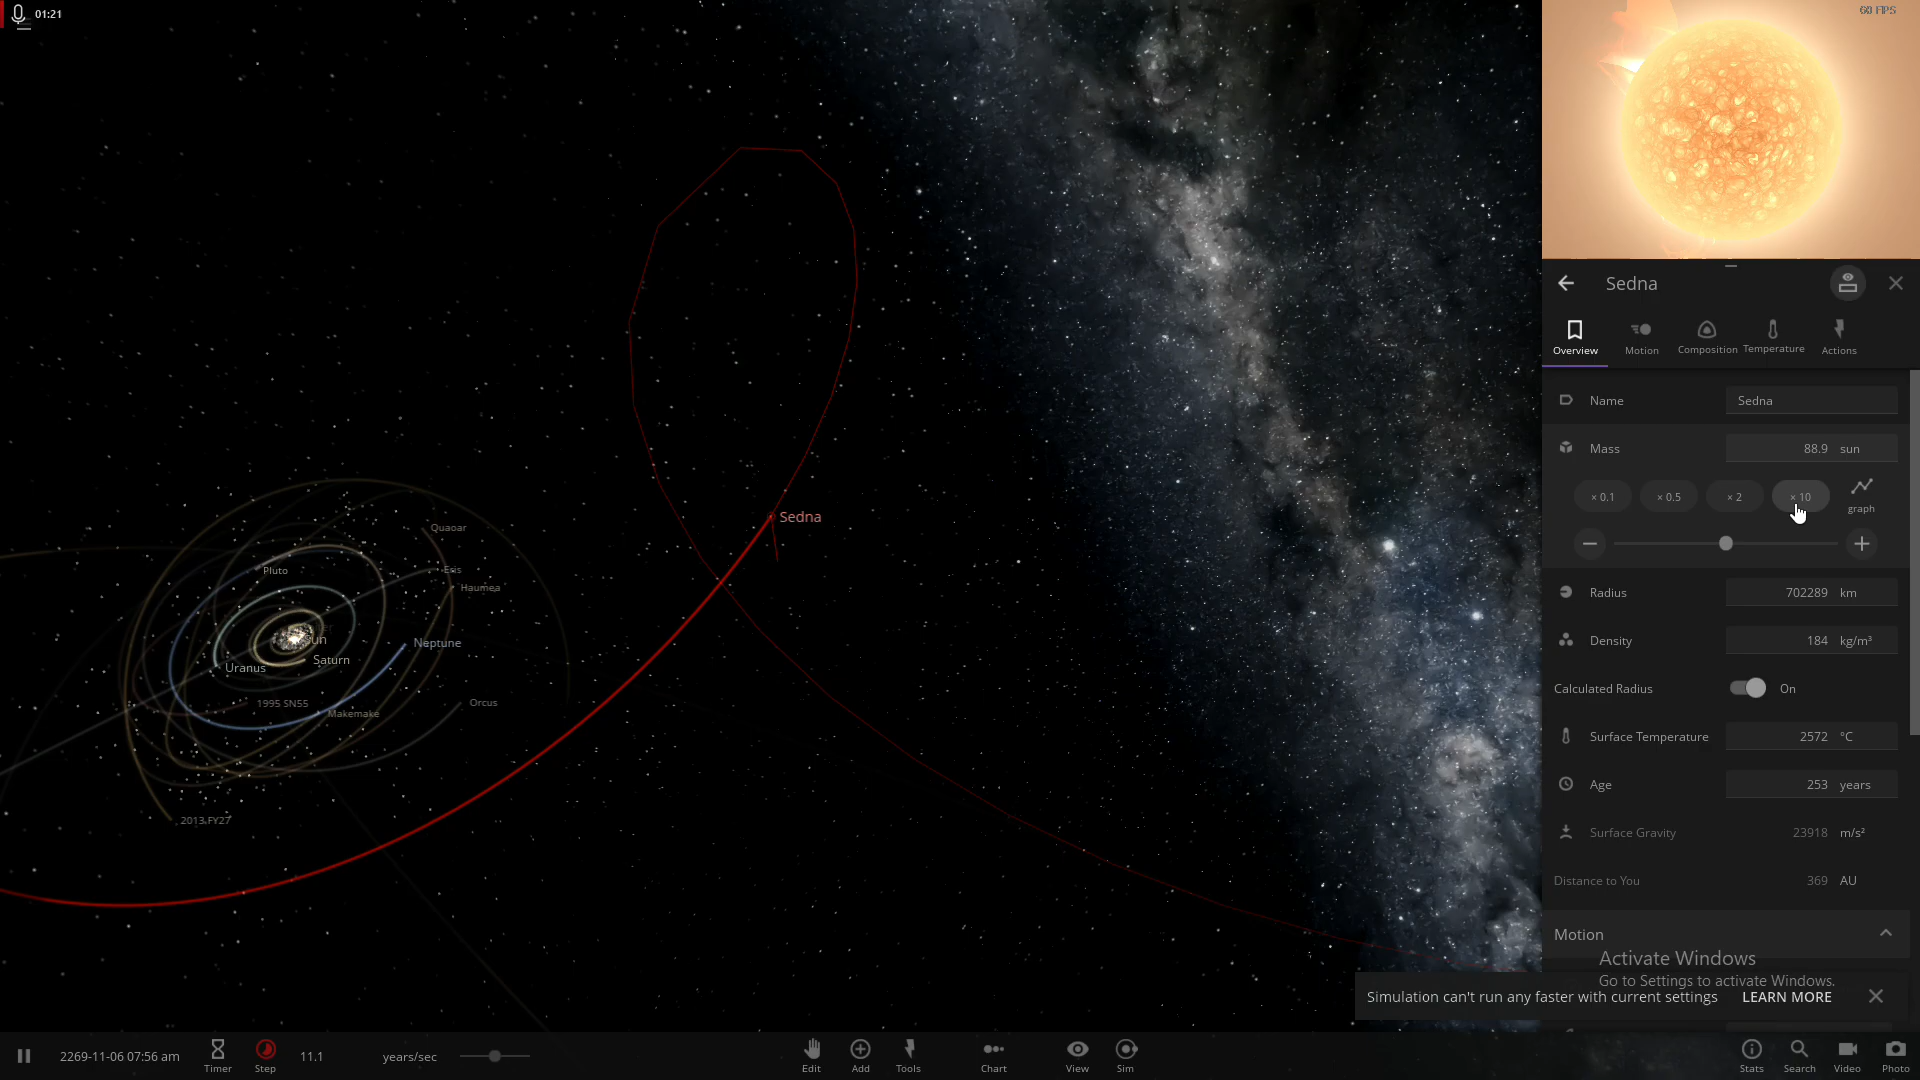 01:21
60 FPS
Sedna
Overview
Motion
Composition
Temperature
Actions
Name Sedna
Mass 88.9 sun
× 0.1 × 0.5 × 2 × 10 graph
Radius 702289 km
Density 184 kg/m³
Calculated Radius On
Surface Temperature 2572 °C
Age 253 years
Surface Gravity 23918 m/s²
Distance to You 369 AU
Motion
Activate Windows
Go to Settings to activate Windows.
Simulation can't run any faster with current settings LEARN MORE
Sedna
Quaoar
Pluto
Eris
Haumea
Neptune
Saturn
Uranus
1995 SN55
Makemake
Orcus
2013 FY27
2269-11-06 07:56 am
Timer
Step
11.1 years/sec
Edit
Add
Tools
Chart
View
Sim
Stats
Search
Video
Photo